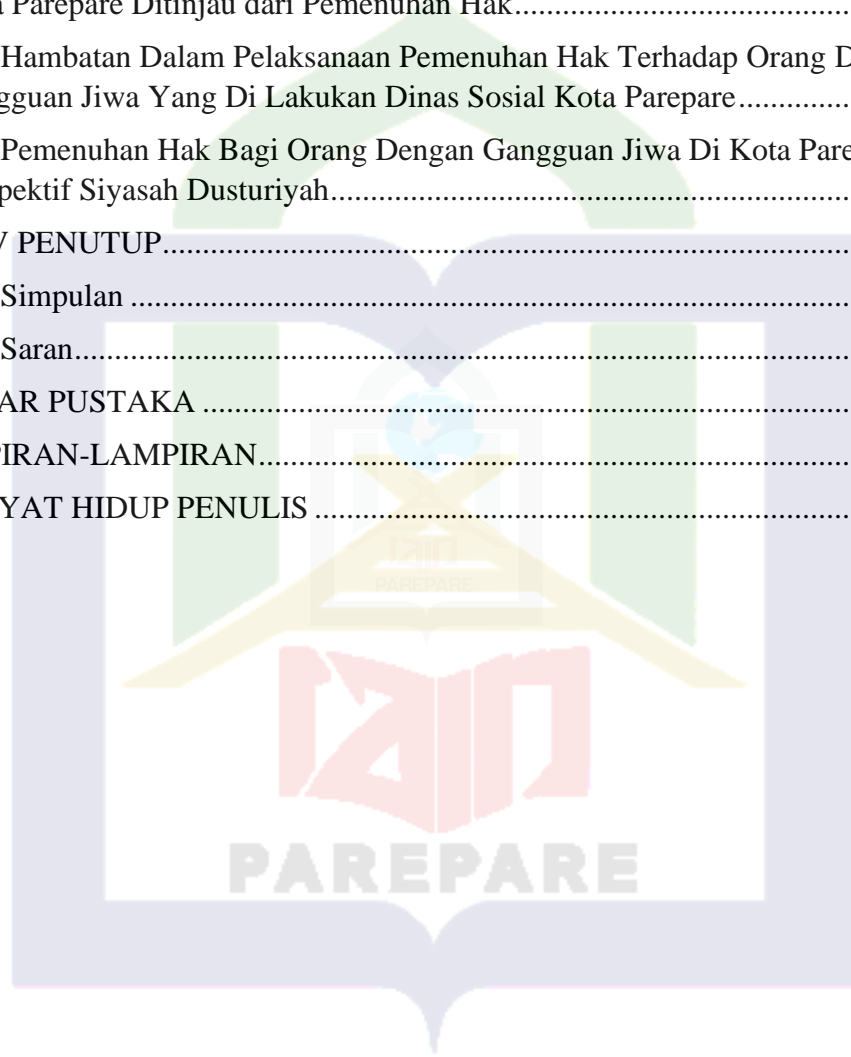 a Parepare Ditinjau dari Pemenuhan Hak...............................................
Hambatan Dalam Pelaksanaan Pemenuhan Hak Terhadap Orang D
gguan Jiwa Yang Di Lakukan Dinas Sosial Kota Parepare..............
Pemenuhan Hak Bagi Orang Dengan Gangguan Jiwa Di Kota Pare
pektif Siyasah Dusturiyah..................................................................
V PENUTUP.......................................................................................
Simpulan ...........................................................................................
Saran..................................................................................................
AR PUSTAKA ..................................................................................
PIRAN-LAMPIRAN...........................................................................
YAT HIDUP PENULIS .....................................................................
IAIN
PAREPARE
PAREPARE